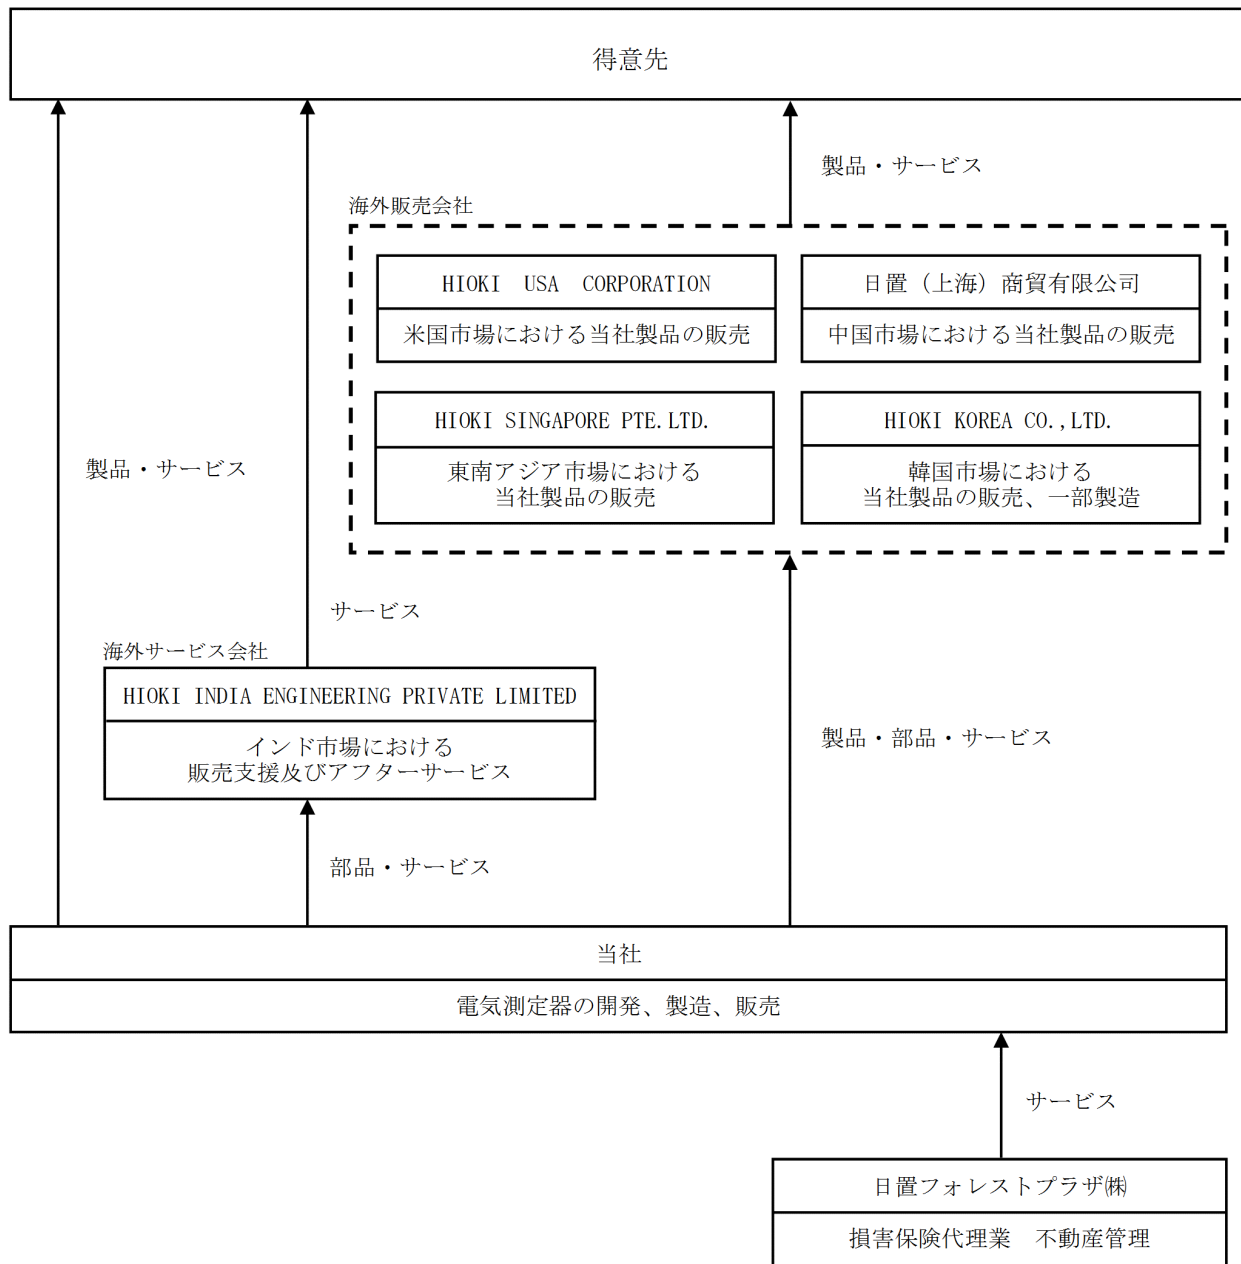 得意先
製品・サービス
海外販売会社
HIOKI USA CORPORATION
米国市場における当社製品の販売
日置（上海）商貿有限公司
中国市場における当社製品の販売
HIOKI SINGAPORE PTE.LTD.
東南アジア市場における
当社製品の販売
HIOKI KOREA CO.,LTD.
韓国市場における
当社製品の販売、一部製造
製品・サービス
サービス
海外サービス会社
HIOKI INDIA ENGINEERING PRIVATE LIMITED
インド市場における
販売支援及びアフターサービス
製品・部品・サービス
部品・サービス
当社
電気測定器の開発、製造、販売
サービス
日置フォレストプラザ㈱
損害保険代理業　不動産管理